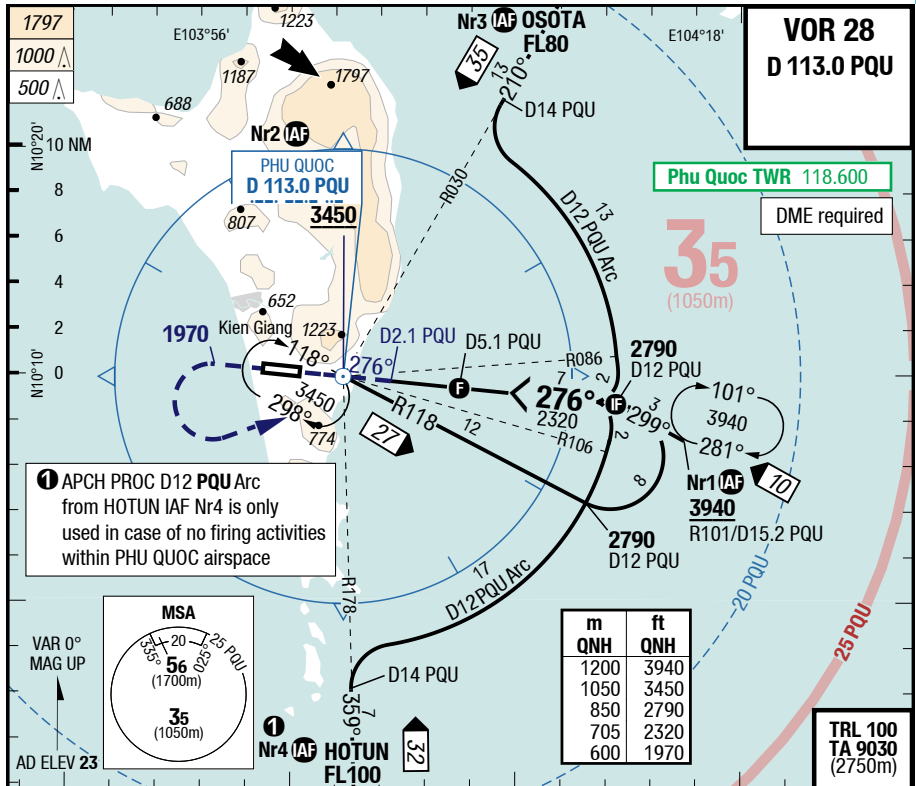 1797
1000
500
E103°56'
1223
1187
688
1797
Nr2 IAF
Nr3 IAF OSOTA
FL80
35
13
210°
D14 PQU
E104°18'
VOR 28
D 113.0 PQU
N10°20'
10 NM
8
6
4
2
0
N10°10'
PHU QUOC
D 113.0 PQU
3450
807
652
Kien Giang
1223
R030
13
D12 PQU Arc
Phu Quoc TWR 118.600
DME required
35
(1050m)
1970
118°
276°
D2.1 PQU
D5.1 PQU
F
R086
7
2
2790
D12 PQU
276°
IF
2320
3450
298°
774
R118
12
27
R106
2
3
299°
101°
3940
281°
8
Nr1 IAF
3940
R101/D15.2 PQU
10
2790
D12 PQU
1 APCH PROC D12 PQU Arc
from HOTUN IAF Nr4 is only
used in case of no firing activities
within PHU QUOC airspace
R178
17
D12 PQU Arc
20 PQU
25 PQU
MSA
335°
20
025°
25 PQU
56
(1700m)
35
(1050m)
VAR 0°
MAG UP
AD ELEV 23
D14 PQU
7
359°
1
Nr4 IAF HOTUN
FL100
32
m ft
QNH QNH
1200 3940
1050 3450
850 2790
705 2320
600 1970
TRL 100
TA 9030
(2750m)